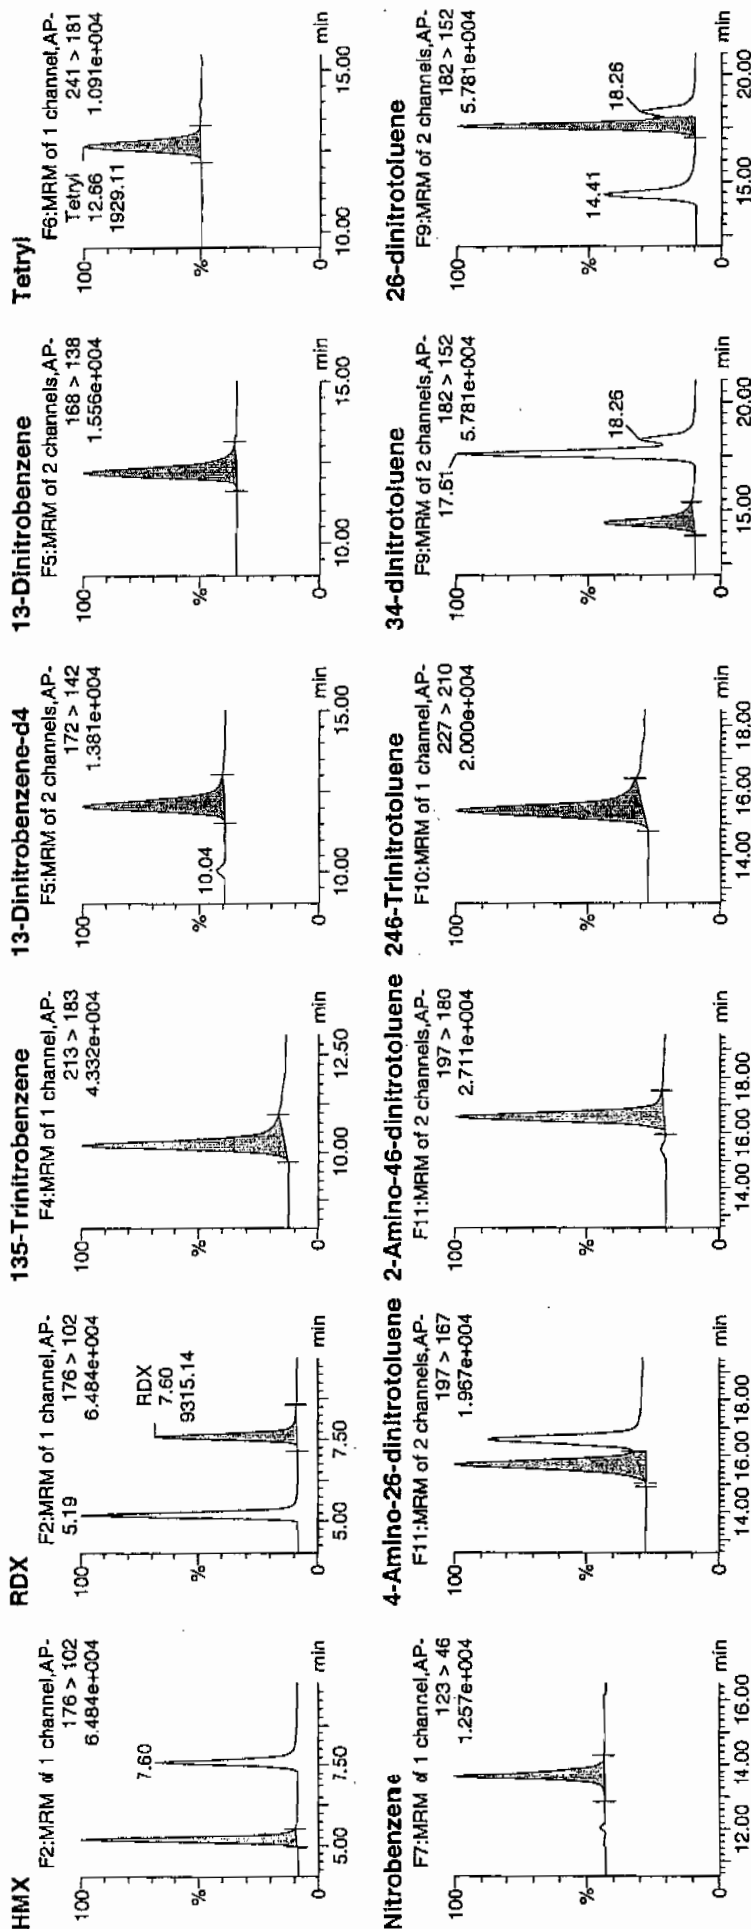 HMX
F2:MRM of 1 channel,AP-
176 > 102
6.484e+004
100
7.60
%
0
5.00
7.50
min
RDX
F2:MRM of 1 channel,AP-
176 > 102
6.484e+004
100
5.19
RDX
7.60
9315.14
%
0
5.00
7.50
min
135-Trinitrobenzene
F4:MRM of 1 channel,AP-
213 > 183
4.332e+004
100
%
0
10.00
12.50
min
13-Dinitrobenzene-d4
F5:MRM of 2 channels,AP-
172 > 142
1.381e+004
100
10.04
%
0
10.00
15.00
min
13-Dinitrobenzene
F5:MRM of 2 channels,AP-
168 > 138
1.556e+004
100
%
0
10.00
15.00
min
Tetryl
F6:MRM of 1 channel,AP-
241 > 181
1.091e+004
100
Tetryl
12.66
1929.11
%
0
10.00
15.00
min
Nitrobenzene
F7:MRM of 1 channel,AP-
123 > 46
1.257e+004
100
%
0
12.00
14.00
16.00
min
4-Amino-26-dinitrotoluene
F11:MRM of 2 channels,AP-
197 > 167
1.967e+004
100
%
0
14.00
16.00
18.00
min
2-Amino-46-dinitrotoluene
F11:MRM of 2 channels,AP-
197 > 180
2.711e+004
100
%
0
14.00
16.00
18.00
min
246-Trinitrotoluene
F10:MRM of 1 channel,AP-
227 > 210
2.000e+004
100
%
0
14.00
16.00
18.00
min
34-dinitrotoluene
F9:MRM of 2 channels,AP-
182 > 152
5.781e+004
100
17.61
18.26
%
0
15.00
20.00
min
26-dinitrotoluene
F9:MRM of 2 channels,AP-
182 > 152
5.781e+004
100
14.41
18.26
%
0
15.00
20.00
min